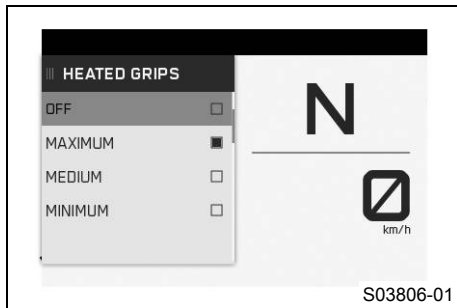 HEATED GRIPS
OFF
MAXIMUM
MEDIUM
MINIMUM
N
0
km/h
S03806-01